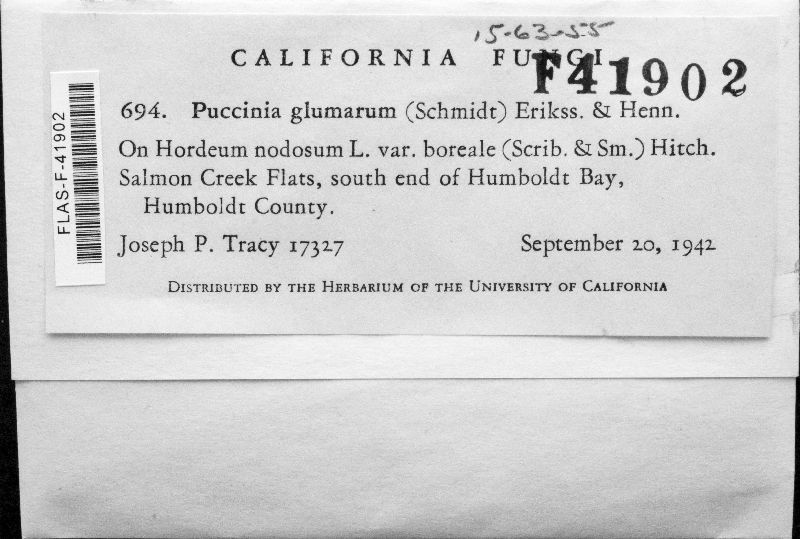 15-63-55
CALIFORNIA FUNGI
F41902
694. Puccinia glumarum (Schmidt) Erikss. & Henn.
On Hordeum nodosum L. var. boreale (Scrib. & Sm.) Hitch.
Salmon Creek Flats, south end of Humboldt Bay,
Humboldt County.
Joseph P. Tracy 17327 September 20, 1942
DISTRIBUTED BY THE HERBARIUM OF THE UNIVERSITY OF CALIFORNIA
FLAS-F-41902